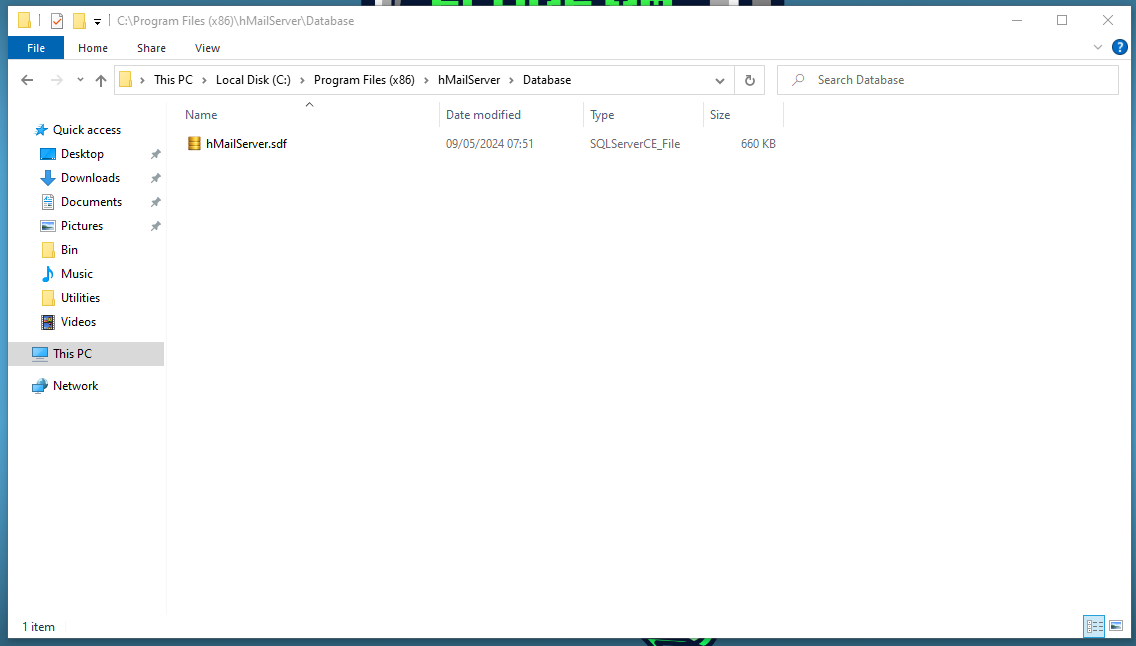 C:\Program Files (x86)\hMailServer\Database
File Home Share View
This PC Local Disk (C:) Program Files (x86) hMailServer Database
Search Database
Name Date modified Type Size
hMailServer.sdf 09/05/2024 07:51 SQLServerCE_File 660 KB
Quick access
Desktop
Downloads
Documents
Pictures
Bin
Music
Utilities
Videos
This PC
Network
1 item